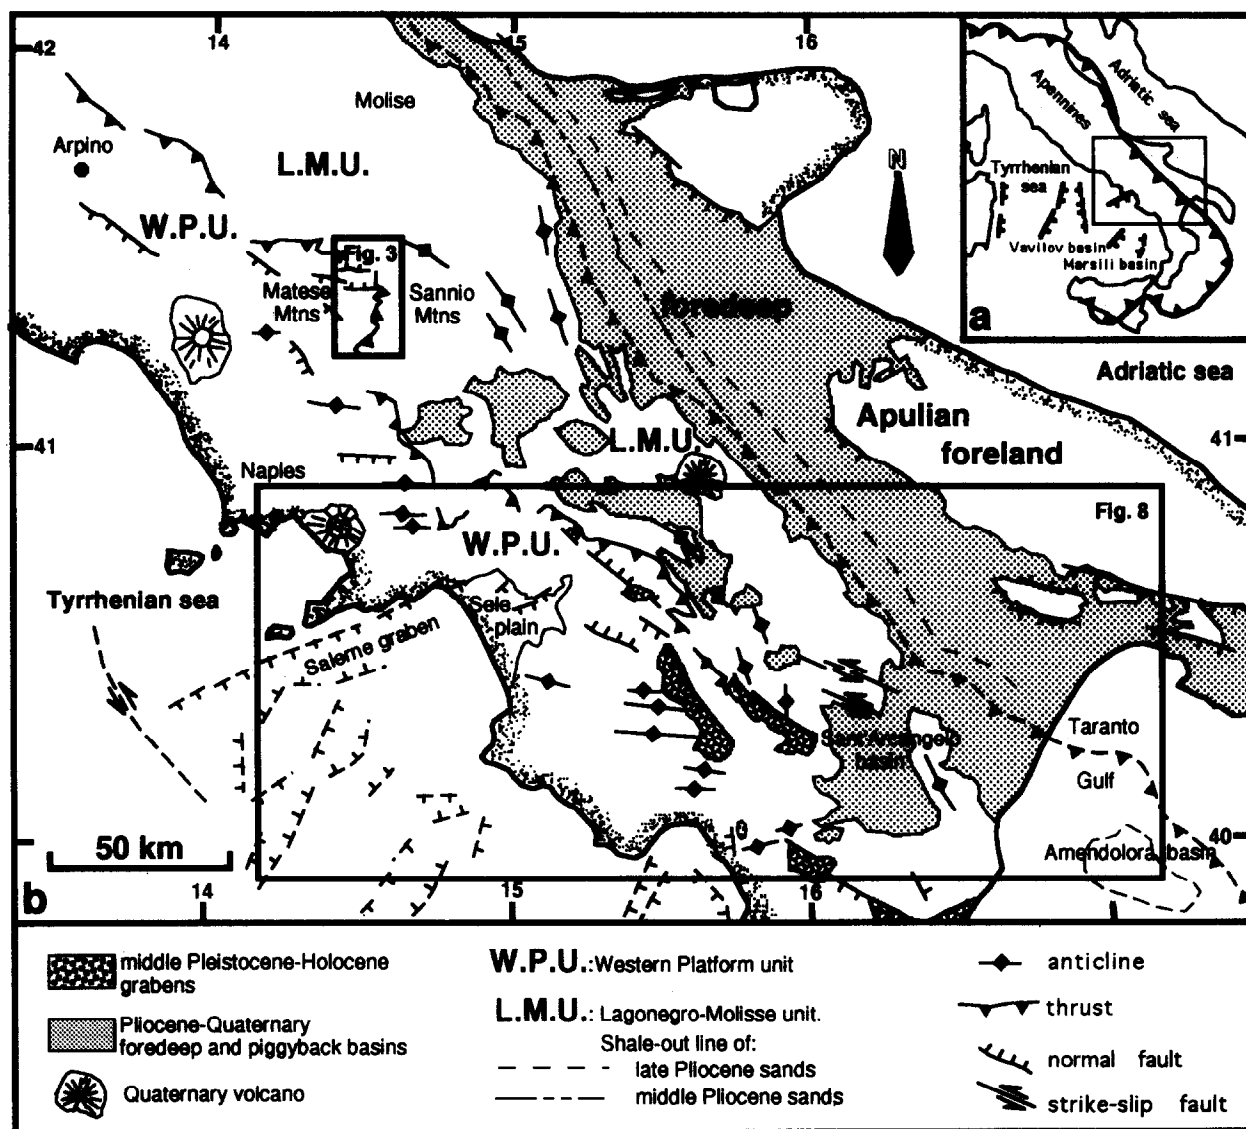 14
15
16
42
Molise
Arpino
L.M.U.
W.P.U.
N
Apennines
Adriatic sea
Tyrrhenian
sea
Vavilov basin
Marsili basin
a
Fig. 3
Matese
Mtns
Sannio
Mtns
foredeep
Adriatic sea
Apulian
foreland
L.M.U.
41
41
Naples
Fig. 8
W.P.U.
Tyrrhenian sea
Sele
plain
Salerne graben
Sant'Arcangelo
basin
Taranto
Gulf
50 km
Amendolora basin
40
b
14
15
16
middle Pleistocene-Holocene
grabens
Pliocene-Quaternary
foredeep and piggyback basins
Quaternary volcano
W.P.U.:Western Platform unit
L.M.U.: Lagonegro-Molisse unit.
Shale-out line of:
late Pliocene sands
middle Pliocene sands
anticline
thrust
normal fault
strike-slip fault